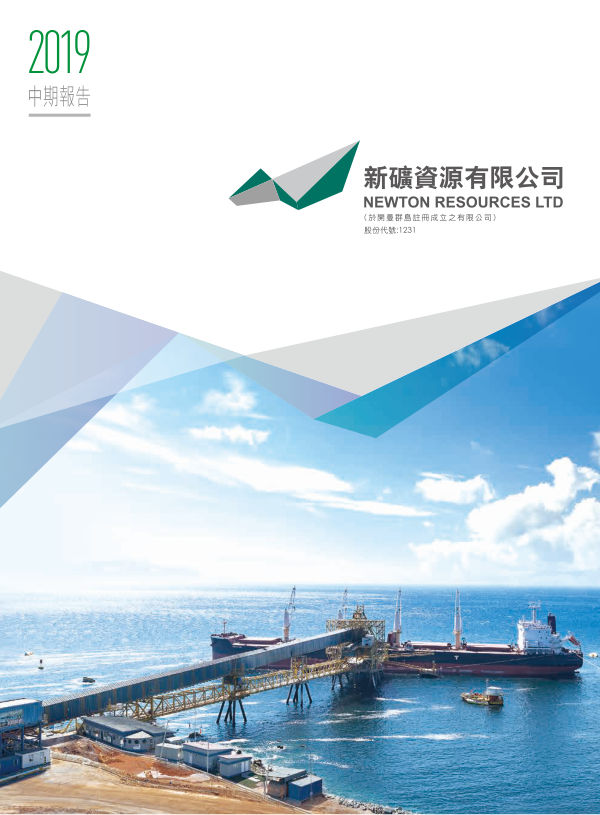 2019
中期報告
新礦資源有限公司
NEWTON RESOURCES LTD
(於開曼群島註冊成立之有限公司)
股份代號:1231